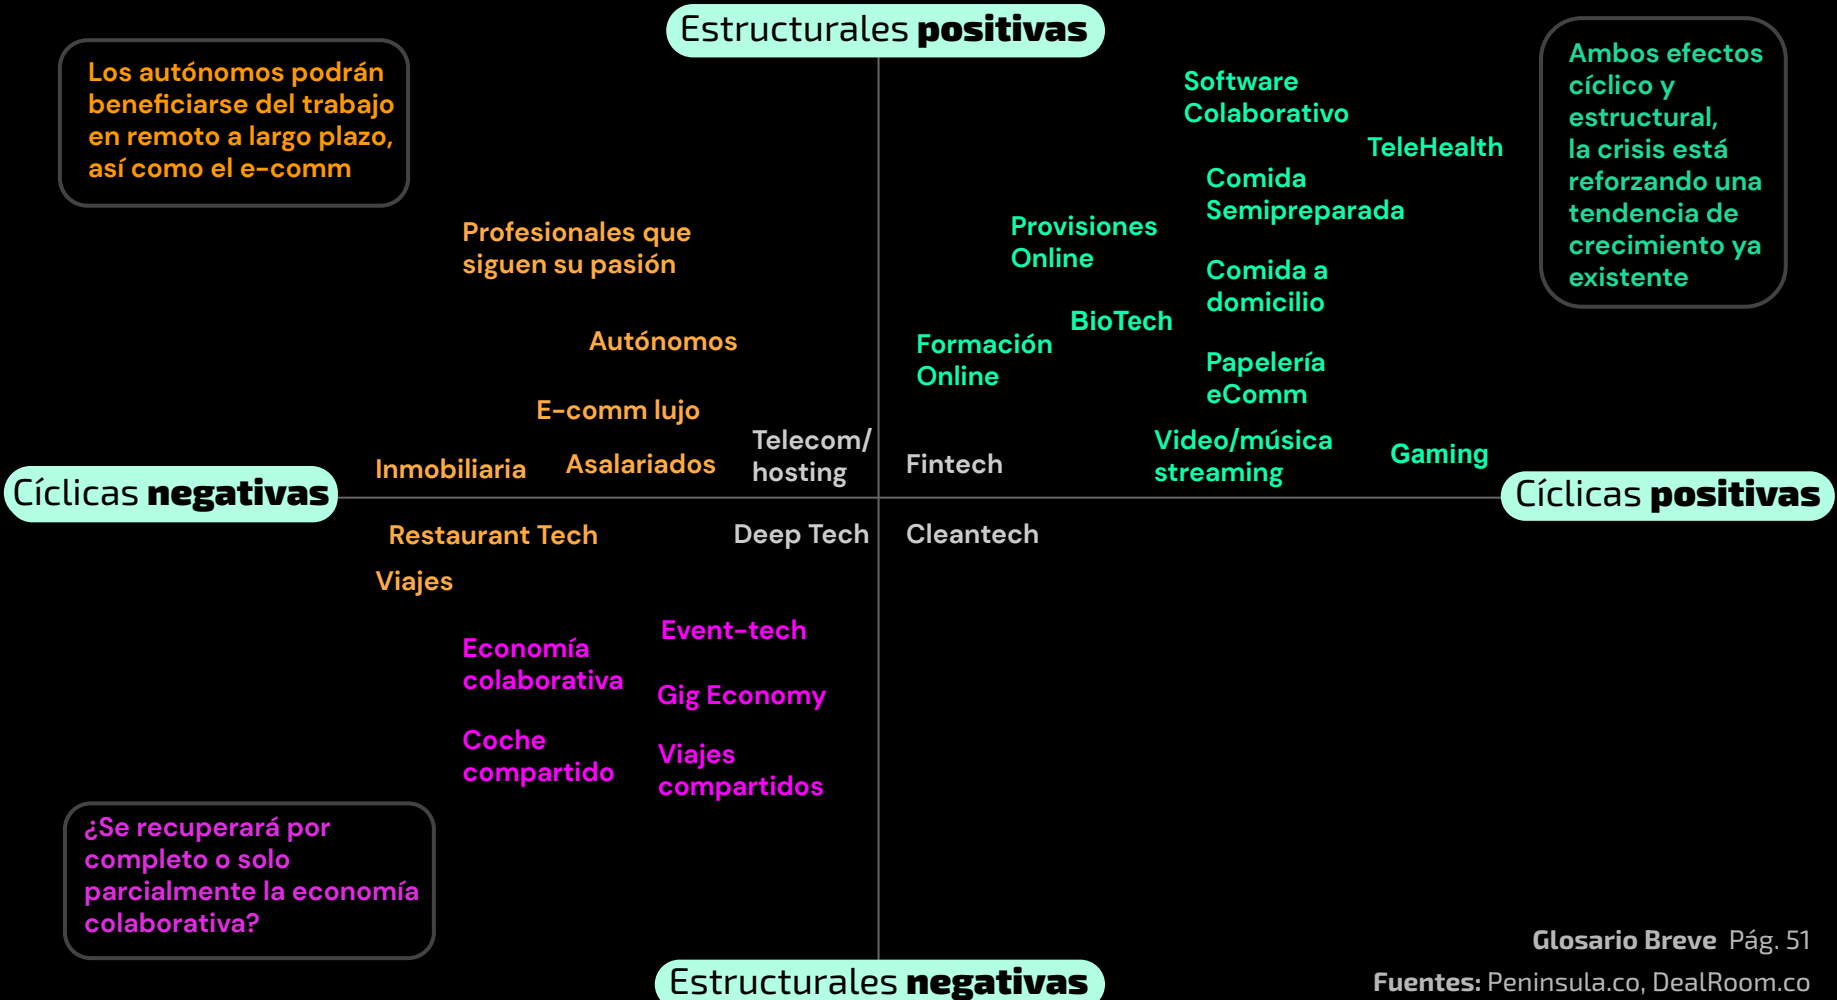 Estructurales positivas
Los autónomos podrán
beneficiarse del trabajo
en remoto a largo plazo,
así como el e-comm
Ambos efectos
cíclico y
estructural,
la crisis está
reforzando una
tendencia de
crecimiento ya
existente
Software
Colaborativo
TeleHealth
Comida
Semipreparada
Profesionales que
siguen su pasión
Provisiones
Online
Comida a
domicilio
BioTech
Autónomos
Formación
Online
Papelería
eComm
E-comm lujo
Inmobiliaria
Asalariados
Telecom/
hosting
Fintech
Video/música
streaming
Gaming
Cíclicas negativas
Cíclicas positivas
Restaurant Tech
Deep Tech
Cleantech
Viajes
Economía
colaborativa
Event-tech
Gig Economy
Coche
compartido
Viajes
compartidos
¿Se recuperará por
completo o solo
parcialmente la economía
colaborativa?
Estructurales negativas
Glosario Breve Pág. 51
Fuentes: Peninsula.co, DealRoom.co